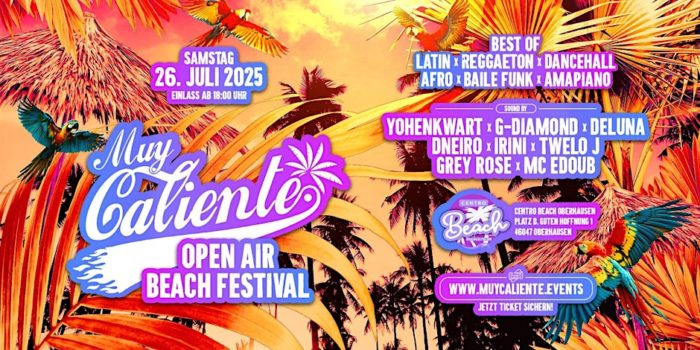 SAMSTAG
26. JULI 2025
EINLASS AB 18:00 UHR
Muy
Caliente
OPEN AIR
BEACH FESTIVAL
BEST OF
LATIN x REGGAETON x DANCEHALL
AFRO x BAILE FUNK x AMAPIANO
SOUND BY
YOHENKWART x G-DIAMOND x DELUNA
DNEIRO x IRINI x TWELO J
GREY ROSE x MC EDOUB
CENTRO
Beach
CENTRO BEACH OBERHAUSEN
PLATZ D. GUTEN HOFFNUNG 1
46047 OBERHAUSEN
WWW.MUYCALIENTE.EVENTS
JETZT TICKET SICHERN!